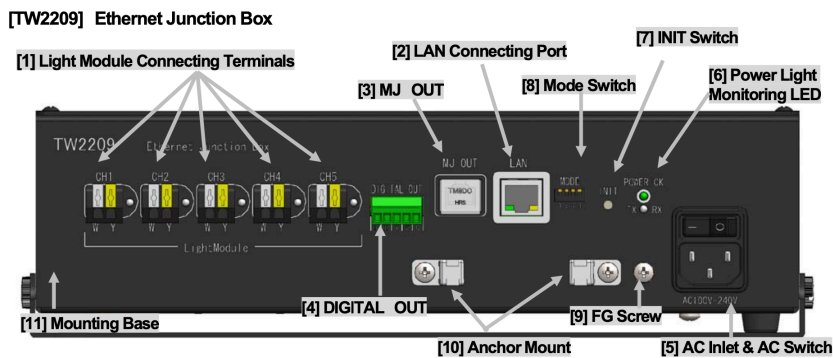 [TW2209] Ethernet Junction Box
[7] INIT Switch
[2] LAN Connecting Port
[1] Light Module Connecting Terminals
[6] Power Light
Monitoring LED
[3] MJ OUT
[8] Mode Switch
TW2209 Ethernet Junction Box
MJ OUT
LAN
CH1 CH2 CH3 CH4 CH5
DIGITAL OUT
MODE
INIT
POWER OK
TM8DO
HRS
TX RX
W Y W Y W Y W Y W Y
LightModule
AC100V-240V
[4] DIGITAL OUT
[9] FG Screw
[11] Mounting Base
[10] Anchor Mount
[5] AC Inlet & AC Switch